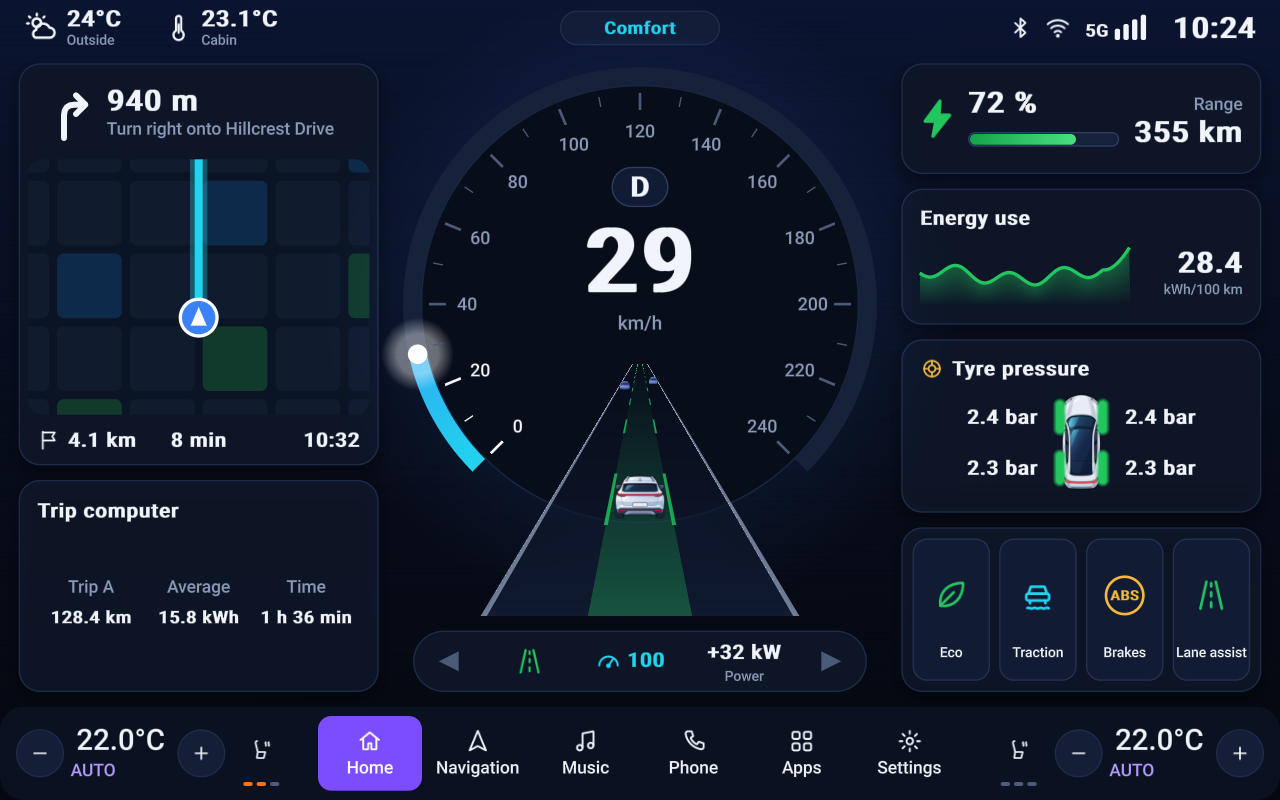 24°C
Outside
23.1°C
Cabin
Comfort
5G
10:24
940 m
Turn right onto Hillcrest Drive
4.1 km
8 min
10:32
Trip computer
Trip A
Average
Time
128.4 km
15.8 kWh
1 h 36 min
0
20
40
60
80
100
120
140
160
180
200
220
240
D
29
km/h
100
+32 kW
Power
72 %
Range
355 km
Energy use
28.4
kWh/100 km
Tyre pressure
2.4 bar
2.4 bar
2.3 bar
2.3 bar
Eco
Traction
ABS
Brakes
Lane assist
22.0°C
AUTO
Home
Navigation
Music
Phone
Apps
Settings
22.0°C
AUTO